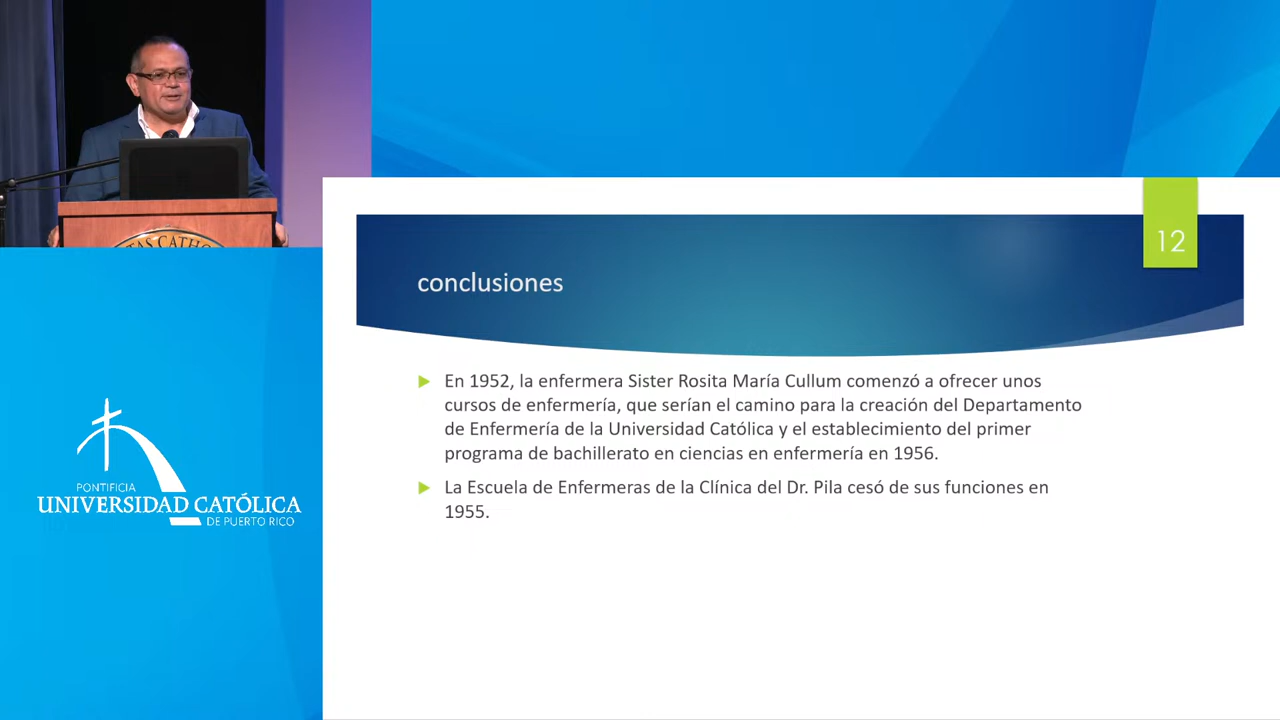 TAS CATHO
PONTIFICIA
UNIVERSIDAD CATÓLICA
DE PUERTO RICO
12
conclusiones
En 1952, la enfermera Sister Rosita María Cullum comenzó a ofrecer unos
cursos de enfermería, que serían el camino para la creación del Departamento
de Enfermería de la Universidad Católica y el establecimiento del primer
programa de bachillerato en ciencias en enfermería en 1956.
La Escuela de Enfermeras de la Clínica del Dr. Pila cesó de sus funciones en
1955.